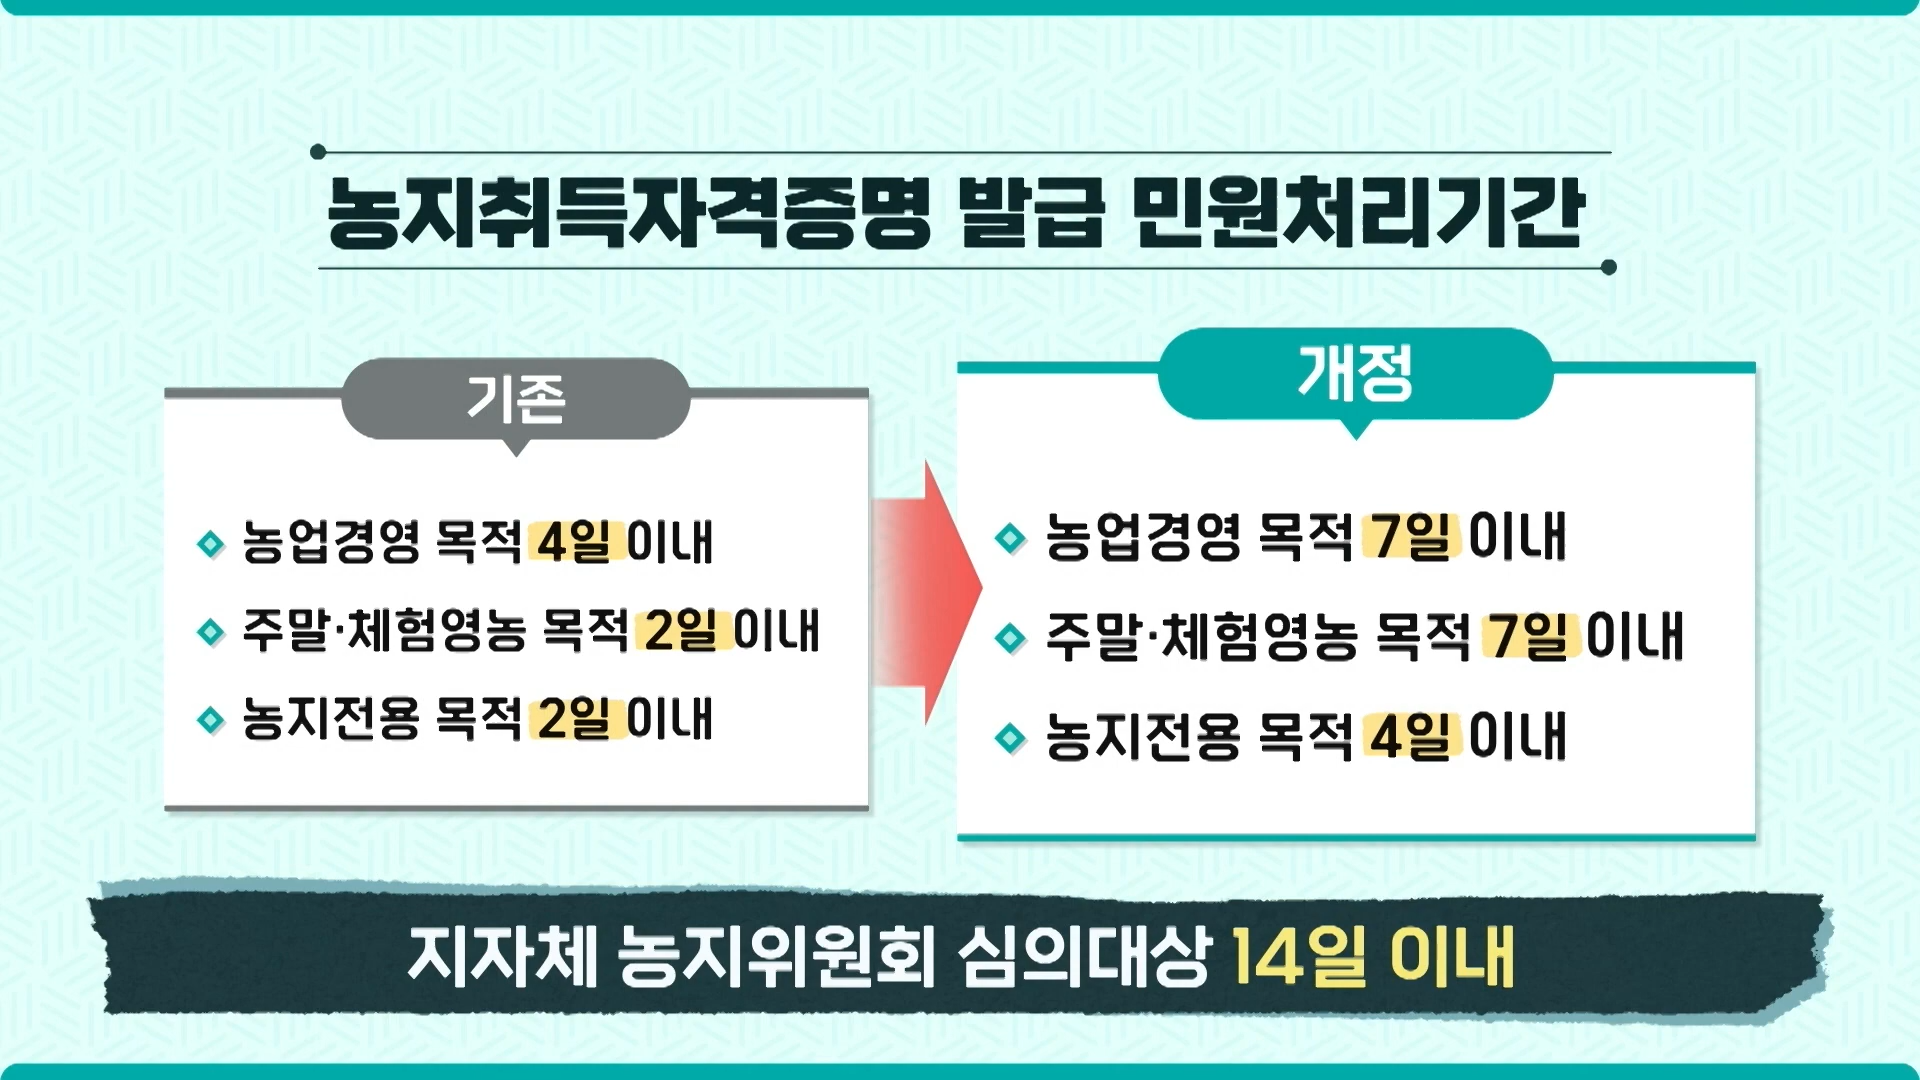 농지취득자격증명 발급 민원처리기간
기존
농업경영 목적 4일 이내
주말·체험영농 목적 2일 이내
농지전용 목적 2일 이내
개정
농업경영 목적 7일 이내
주말·체험영농 목적 7일 이내
농지전용 목적 4일 이내
지자체 농지위원회 심의대상 14일 이내